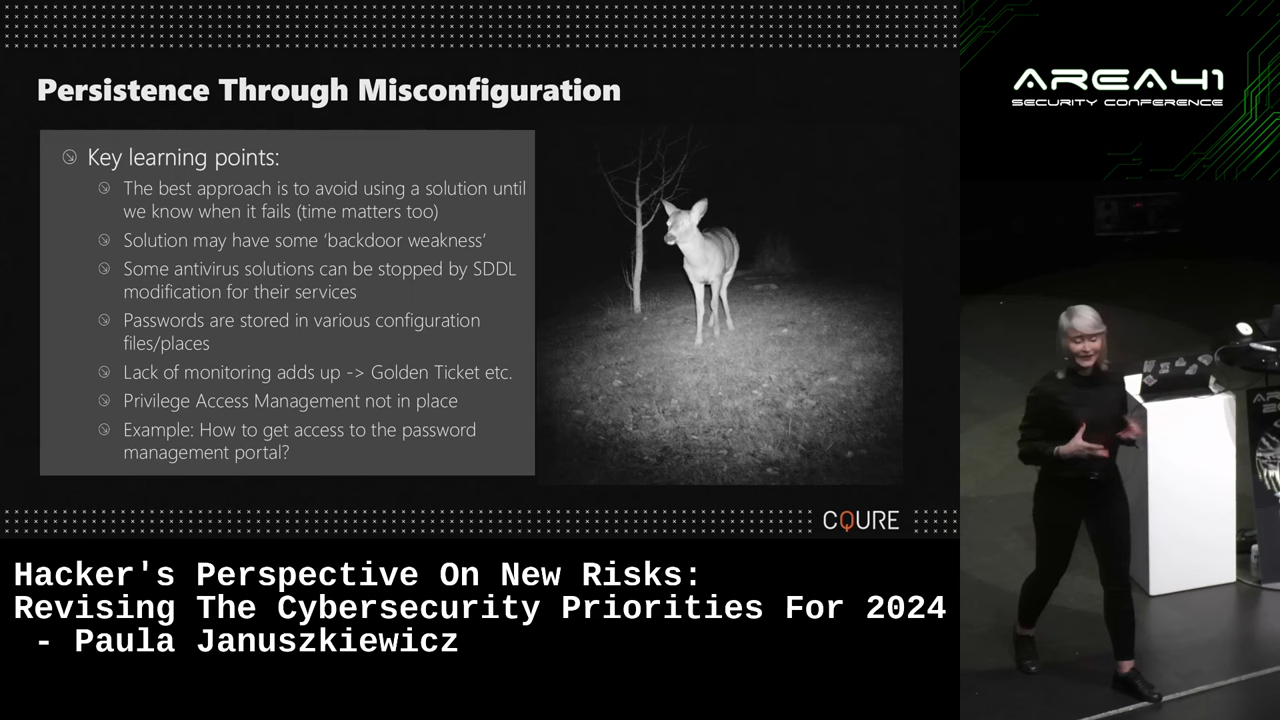 Persistence Through Misconfiguration
Key learning points:
The best approach is to avoid using a solution until
we know when it fails (time matters too)
Solution may have some ‘backdoor weakness’
Some antivirus solutions can be stopped by SDDL
modification for their services
Passwords are stored in various configuration
files/places
Lack of monitoring adds up -> Golden Ticket etc.
Privilege Access Management not in place
Example: How to get access to the password
management portal?
CQURE
AREA41
SECURITY CONFERENCE
Hacker's Perspective On New Risks:
Revising The Cybersecurity Priorities For 2024
- Paula Januszkiewicz